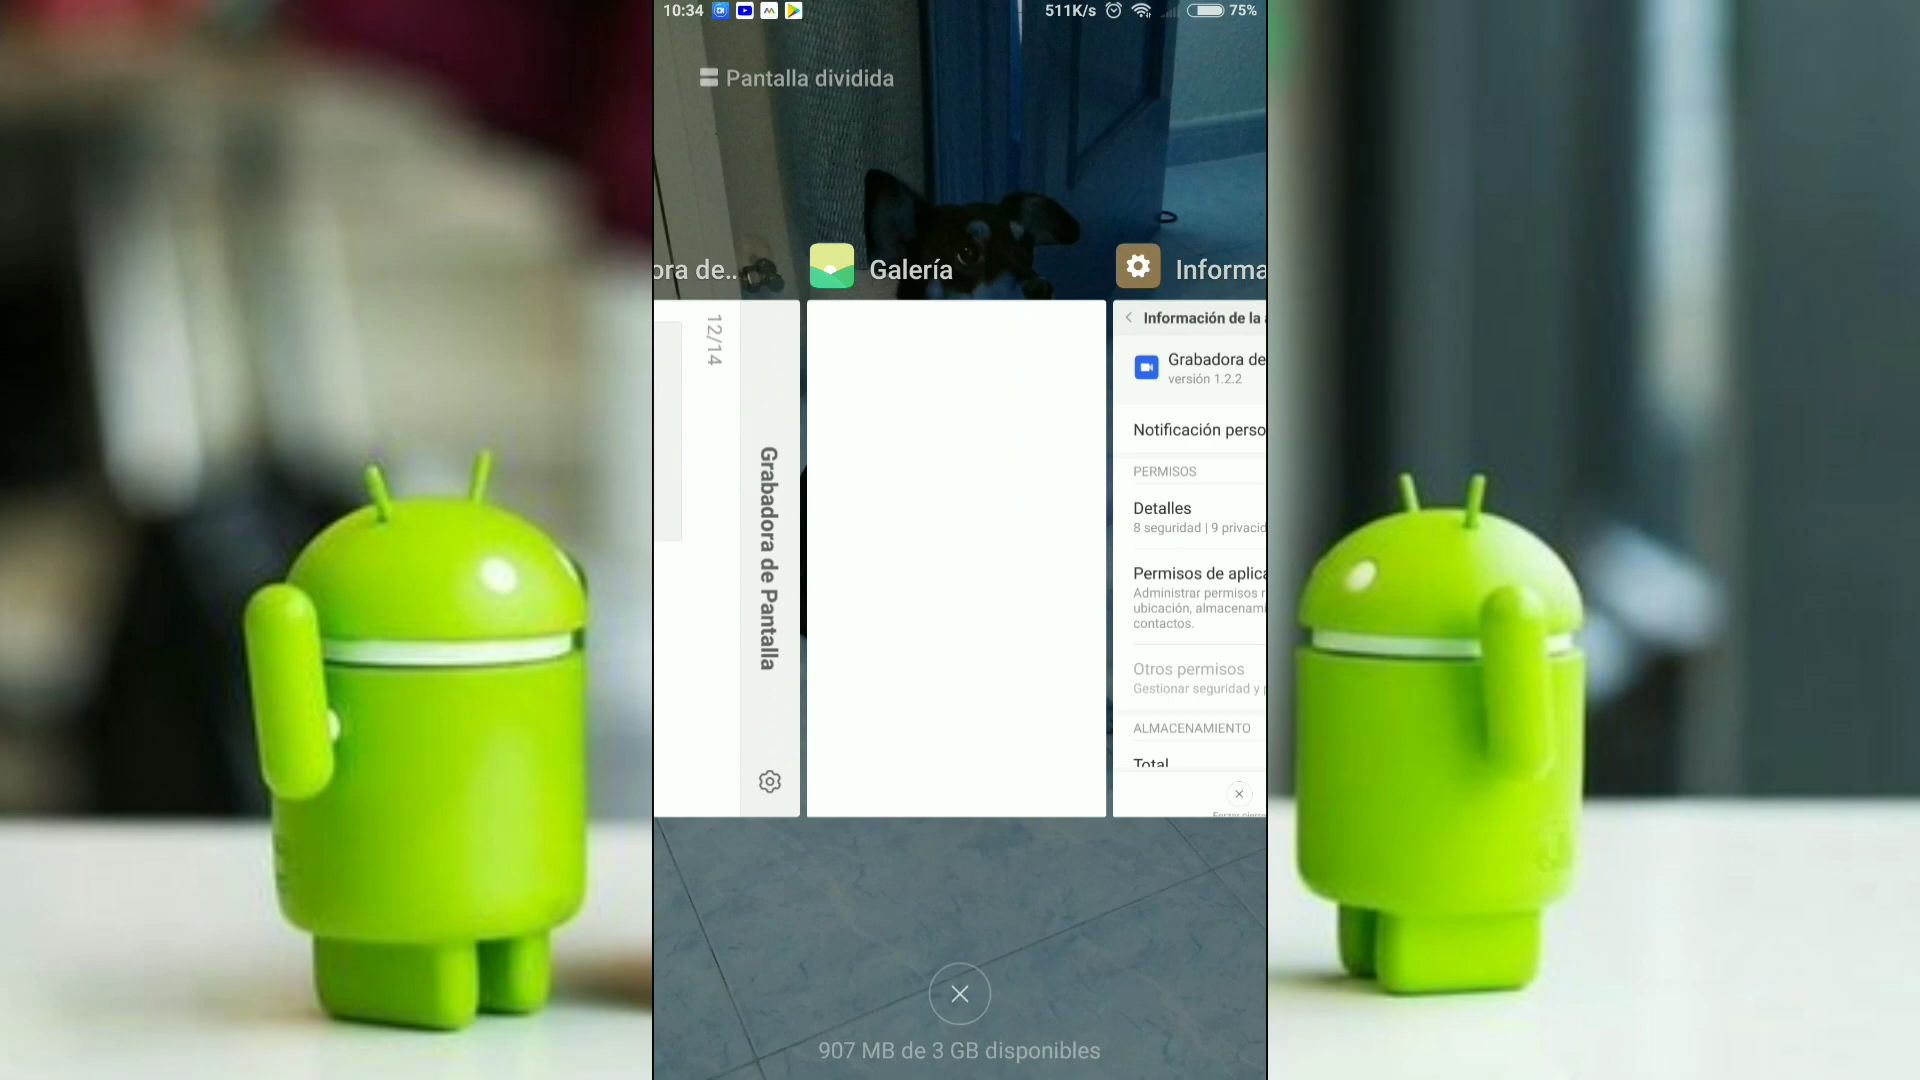 10:34
511K/s
75%
Pantalla dividida
ora de..
Galería
Informa
12/14
Grabadora de Pantalla
Información de la
Grabadora de
versión 1.2.2
Notificación perso
PERMISOS
Detalles
8 seguridad | 9 privacid
Permisos de aplica
Administrar permisos r
ubicación, almacenami
contactos.
Otros permisos
Gestionar seguridad y p
ALMACENAMIENTO
Total
907 MB de 3 GB disponibles